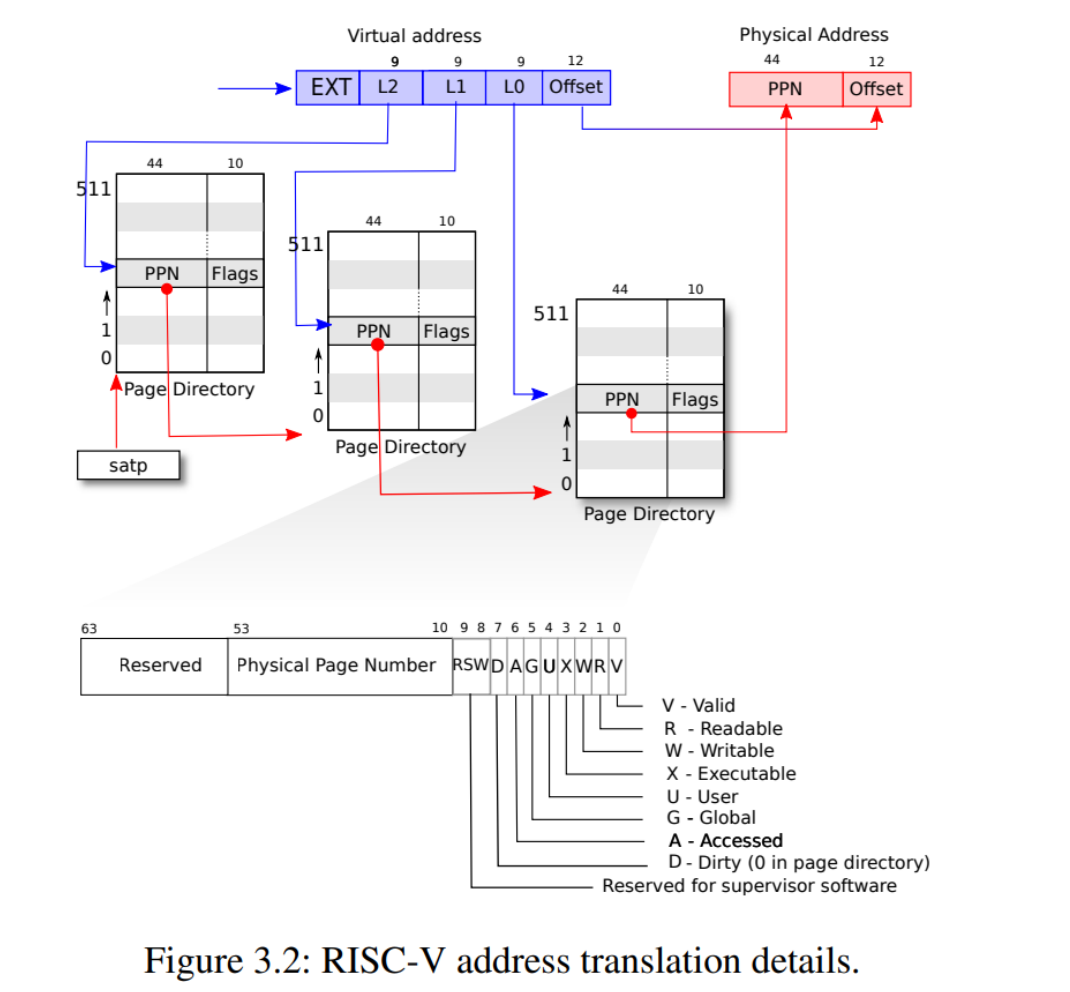 Virtual address
Physical Address
9 9 9 12
44 12
EXT L2 L1 L0 Offset
PPN Offset
44 10
511
PPN Flags
1
0
Page Directory
satp
44 10
511
PPN Flags
1
0
Page Directory
44 10
511
PPN Flags
1
0
Page Directory
63 53 10 9 8 7 6 5 4 3 2 1 0
Reserved Physical Page Number RSW D A G U X W R V
V - Valid
R - Readable
W - Writable
X - Executable
U - User
G - Global
A - Accessed
D - Dirty (0 in page directory)
Reserved for supervisor software
Figure 3.2: RISC-V address translation details.